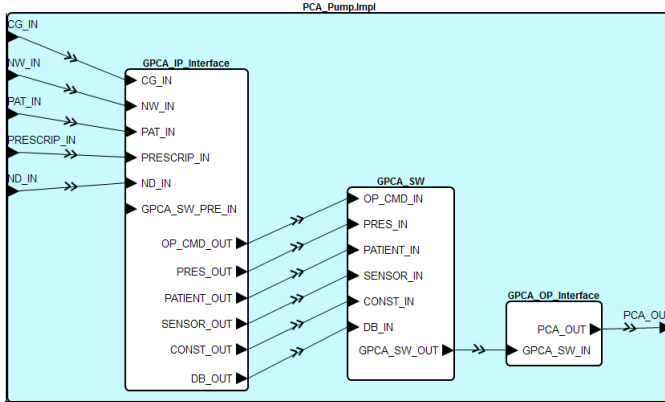 PCA_Pump.Impl
CG_IN
NW_IN
PAT_IN
PRESCRIP_IN
ND_IN
GPCA_IP_Interface
CG_IN
NW_IN
PAT_IN
PRESCRIP_IN
ND_IN
GPCA_SW_PRE_IN
OP_CMD_OUT
PRES_OUT
PATIENT_OUT
SENSOR_OUT
CONST_OUT
DB_OUT
GPCA_SW
OP_CMD_IN
PRES_IN
PATIENT_IN
SENSOR_IN
CONST_IN
DB_IN
GPCA_SW_OUT
GPCA_OP_Interface
PCA_OUT
GPCA_SW_IN
PCA_OU